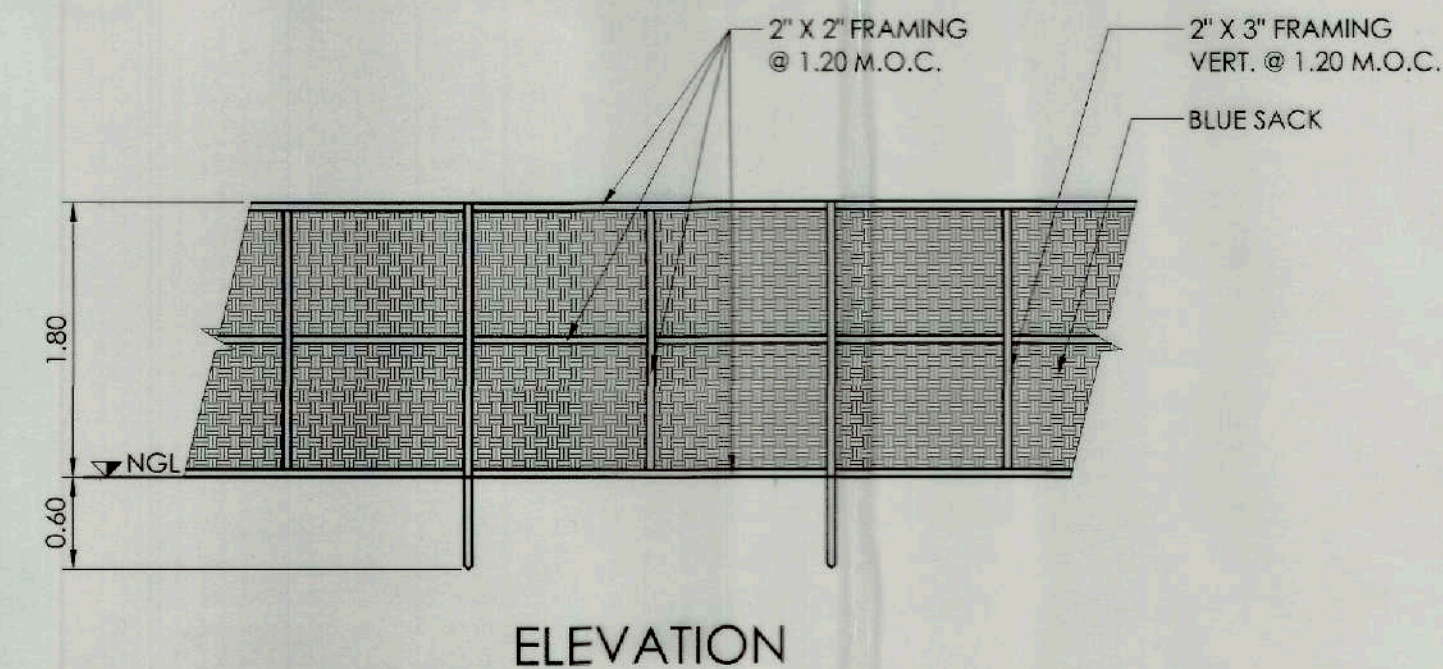 2" X 2" FRAMING
@ 1.20 M.O.C.
2" X 3" FRAMING
VERT. @ 1.20 M.O.C.
BLUE SACK
1.80
NGL
0.60
ELEVATION